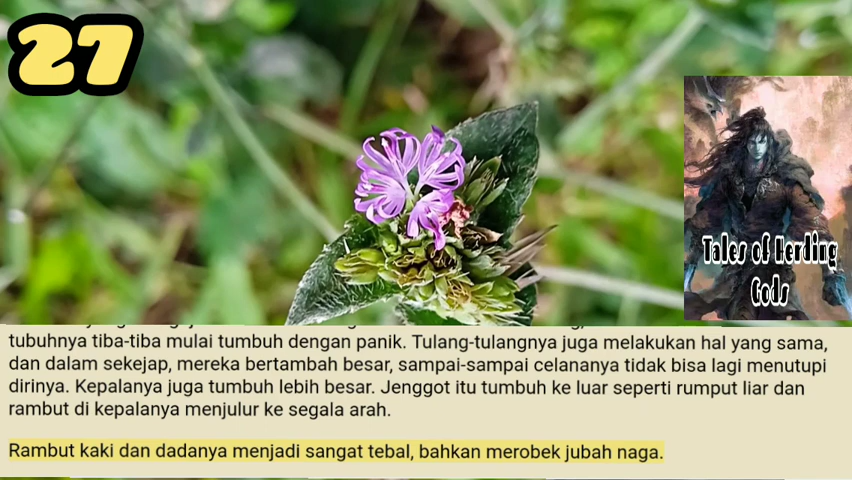 27
Tales of Herding
Gods
tubuhnya tiba-tiba mulai tumbuh dengan panik. Tulang-tulangnya juga melakukan hal yang sama,
dan dalam sekejap, mereka bertambah besar, sampai-sampai celananya tidak bisa lagi menutupi
dirinya. Kepalanya juga tumbuh lebih besar. Jenggot itu tumbuh ke luar seperti rumput liar dan
rambut di kepalanya menjulur ke segala arah.
Rambut kaki dan dadanya menjadi sangat tebal, bahkan merobek jubah naga.